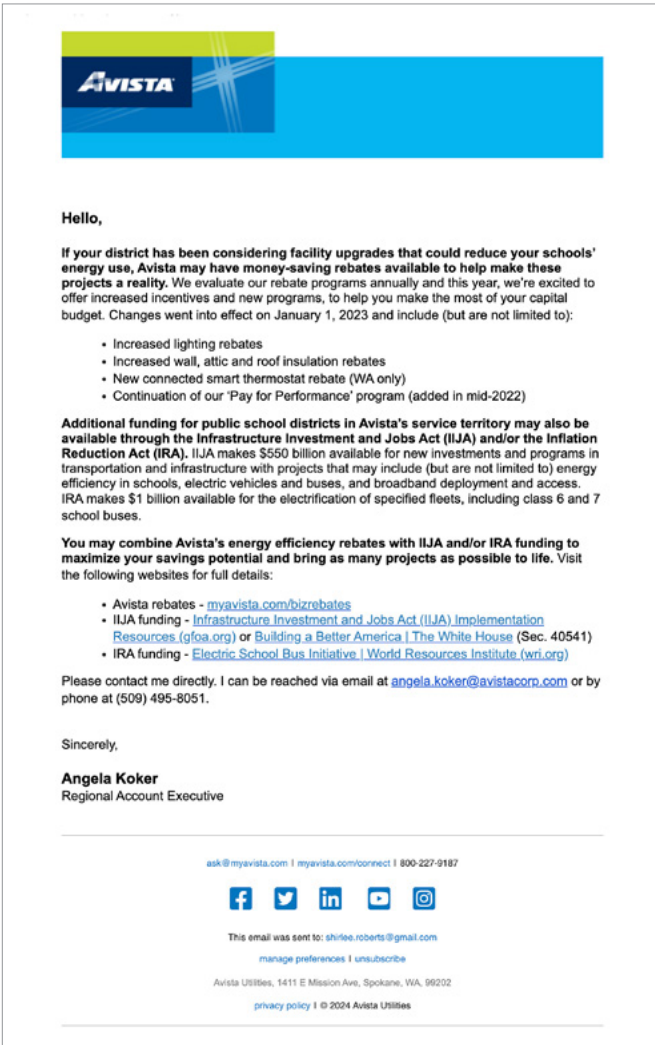 AVISTA
Hello,
If your district has been considering facility upgrades that could reduce your schools'
energy use, Avista may have money-saving rebates available to help make these
projects a reality. We evaluate our rebate programs annually and this year, we're excited to
offer increased incentives and new programs, to help you make the most of your capital
budget. Changes went into effect on January 1, 2023 and include (but are not limited to):
• Increased lighting rebates
• Increased wall, attic and roof insulation rebates
• New connected smart thermostat rebate (WA only)
• Continuation of our 'Pay for Performance' program (added in mid-2022)
Additional funding for public school districts in Avista's service territory may also be
available through the Infrastructure Investment and Jobs Act (IIJA) and/or the Inflation
Reduction Act (IRA). IIJA makes $550 billion available for new investments and programs in
transportation and infrastructure with projects that may include (but are not limited to) energy
efficiency in schools, electric vehicles and buses, and broadband deployment and access.
IRA makes $1 billion available for the electrification of specified fleets, including class 6 and 7
school buses.
You may combine Avista's energy efficiency rebates with IIJA and/or IRA funding to
maximize your savings potential and bring as many projects as possible to life. Visit
the following websites for full details:
• Avista rebates - myavista.com/bizrebates
• IIJA funding - Infrastructure Investment and Jobs Act (IIJA) Implementation
Resources (gfoa.org) or Building a Better America | The White House (Sec. 40541)
• IRA funding - Electric School Bus Initiative | World Resources Institute (wri.org)
Please contact me directly. I can be reached via email at angela.koker@avistacorp.com or by
phone at (509) 495-8051.
Sincerely,
Angela Koker
Regional Account Executive
ask@myavista.com | myavista.com/connect | 800-227-9187
This email was sent to: shirlee.roberts@gmail.com
manage preferences | unsubscribe
Avista Utilities, 1411 E Mission Ave, Spokane, WA, 99202
privacy policy | © 2024 Avista Utilities